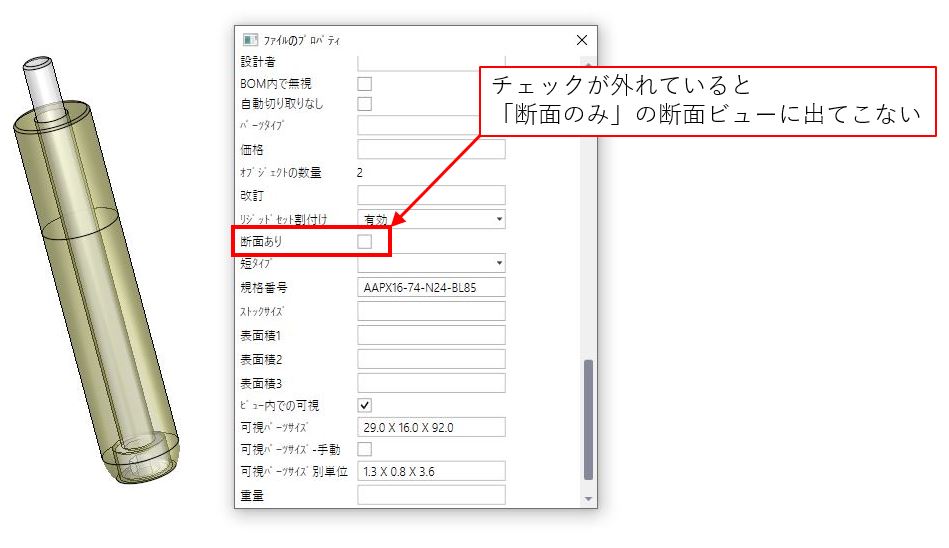 ﾌｧｲﾙのﾌﾟﾛﾊﾟﾃｨ
設計者
BOM内で無視
自動切り取りなし
ﾊﾟｰﾂﾀｲﾌﾟ
価格
ｵﾌﾞｼﾞｪｸﾄの数量 2
改訂
ﾘｼﾞｯﾄﾞｾｯﾄ割付け 有効
断面あり
短ﾀｲﾌﾟ
規格番号 AAPX16-74-N24-BL85
ｽﾄｯｸｻｲｽﾞ
表面積1
表面積2
表面積3
ﾋﾞｭｰ内での可視
可視ﾊﾟｰﾂｻｲｽﾞ 29.0 X 16.0 X 92.0
可視ﾊﾟｰﾂｻｲｽﾞ-手動
可視ﾊﾟｰﾂｻｲｽﾞ別単位 1.3 X 0.8 X 3.6
重量
チェックが外れていると
「断面のみ」の断面ビューに出てこない